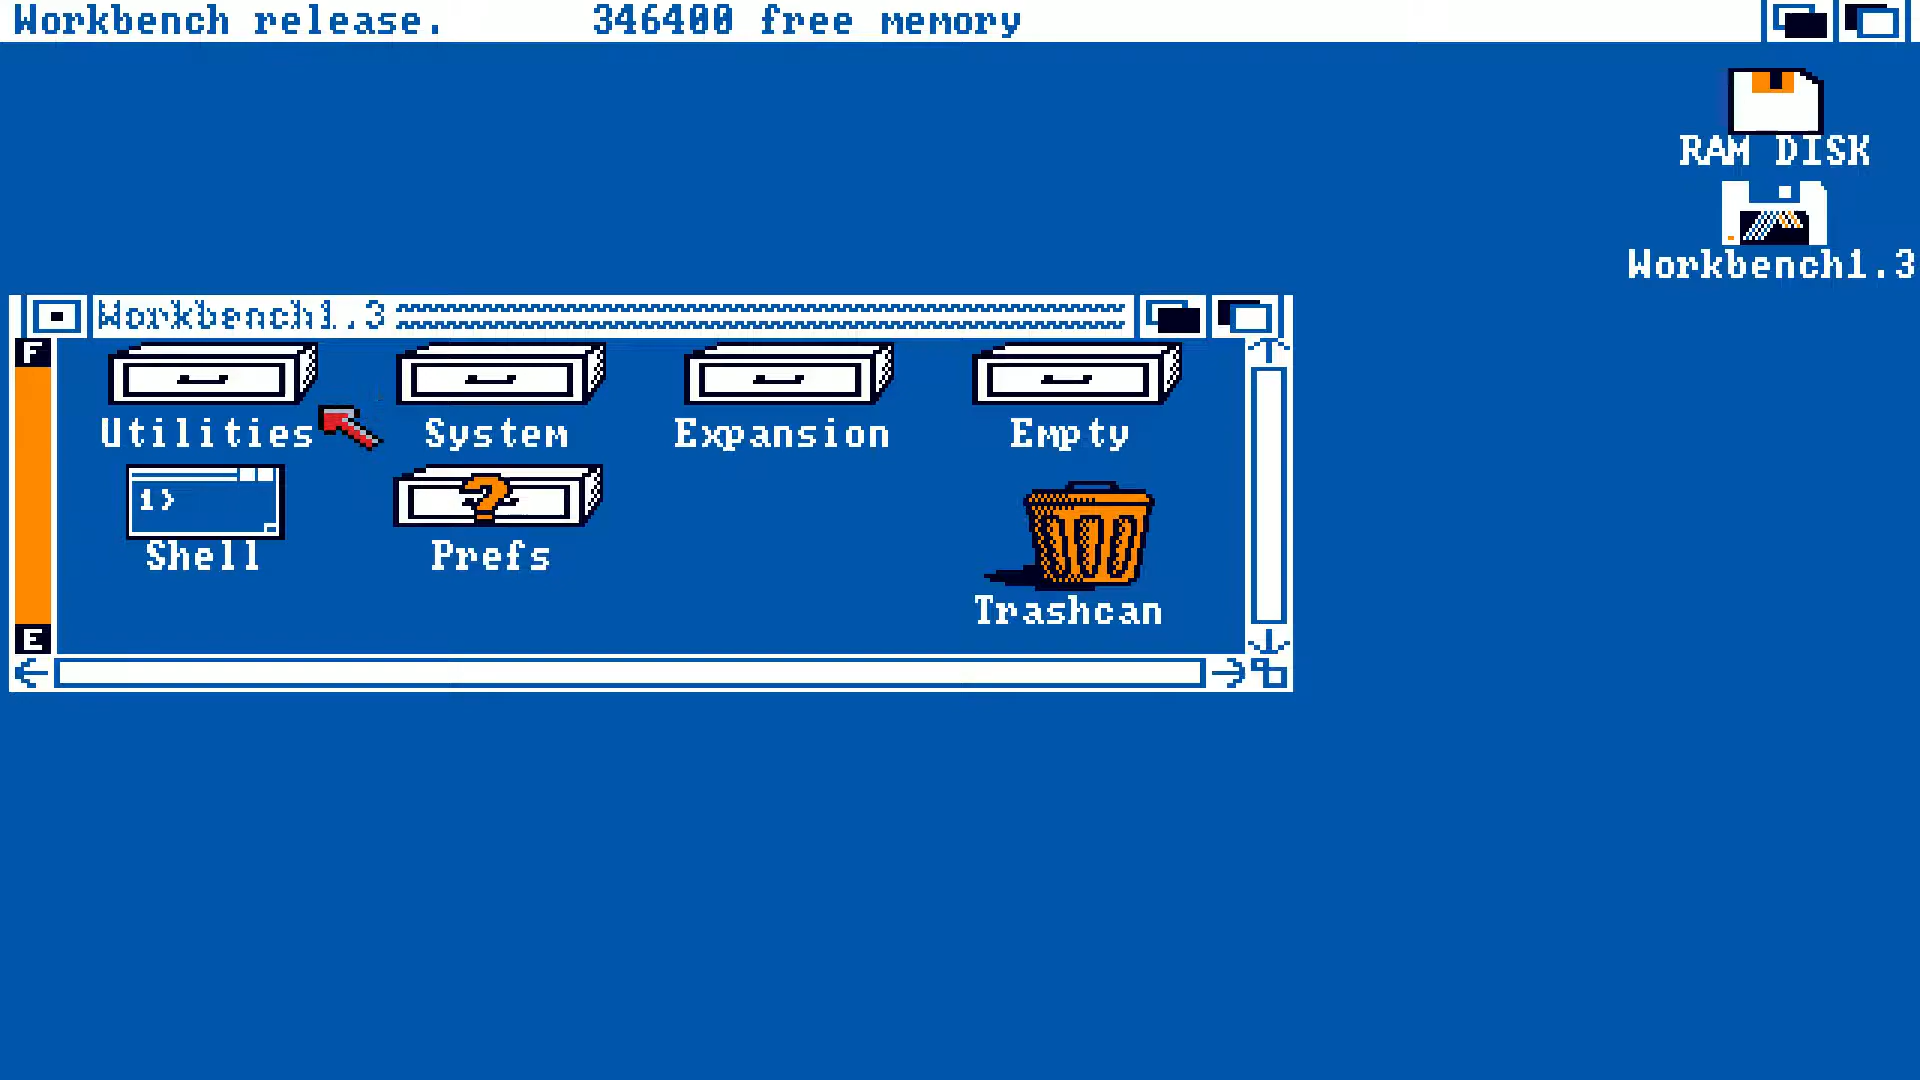 Workbench release. 346400 free memory
RAM DISK
Workbench1.3
Workbench1.3
F
Utilities System Expansion Empty
1>
Shell Prefs
Trashcan
E